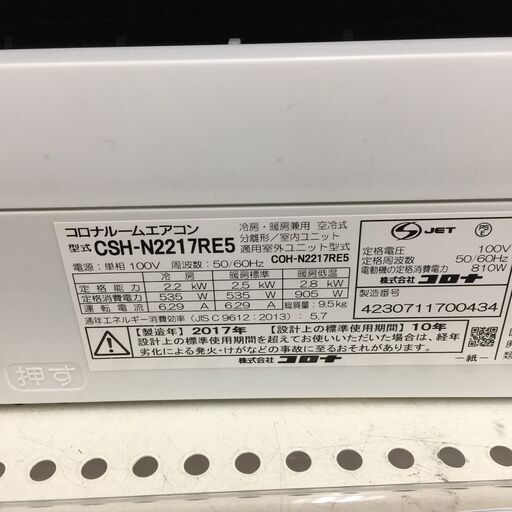 コロナルームエアコン
型式 CSH-N2217RE5
冷房・暖房兼用 空冷式
分離形/室内ユニット
適用室外ユニット型式
COH-N2217RE5
電源:単相100V 周波数:50/60Hz
冷房 暖房標準 暖房低温
定格能力 2.2 kW 2.5 kW 2.8 kW
定格消費電力 535 W 535 W 905 W
運転電流 6.29 A 6.29 A 総質量:9.5kg
通年エネルギー消費効率 (JIS C 9612:2013) : 5.7
【製造年】2017年 【設計上の標準使用期間】10年
設計上の標準使用期間を超えてお使いいただいた場合は、経年
劣化による発火・けがなどの事故に至るおそれがあります。
株式会社 コロナ
JET
PS
E
定格電圧 100V
定格周波数 50/60Hz
電動機の定格消費電力 810W
株式会社 コロナ
製造番号
4230711700434
一紙一
押す